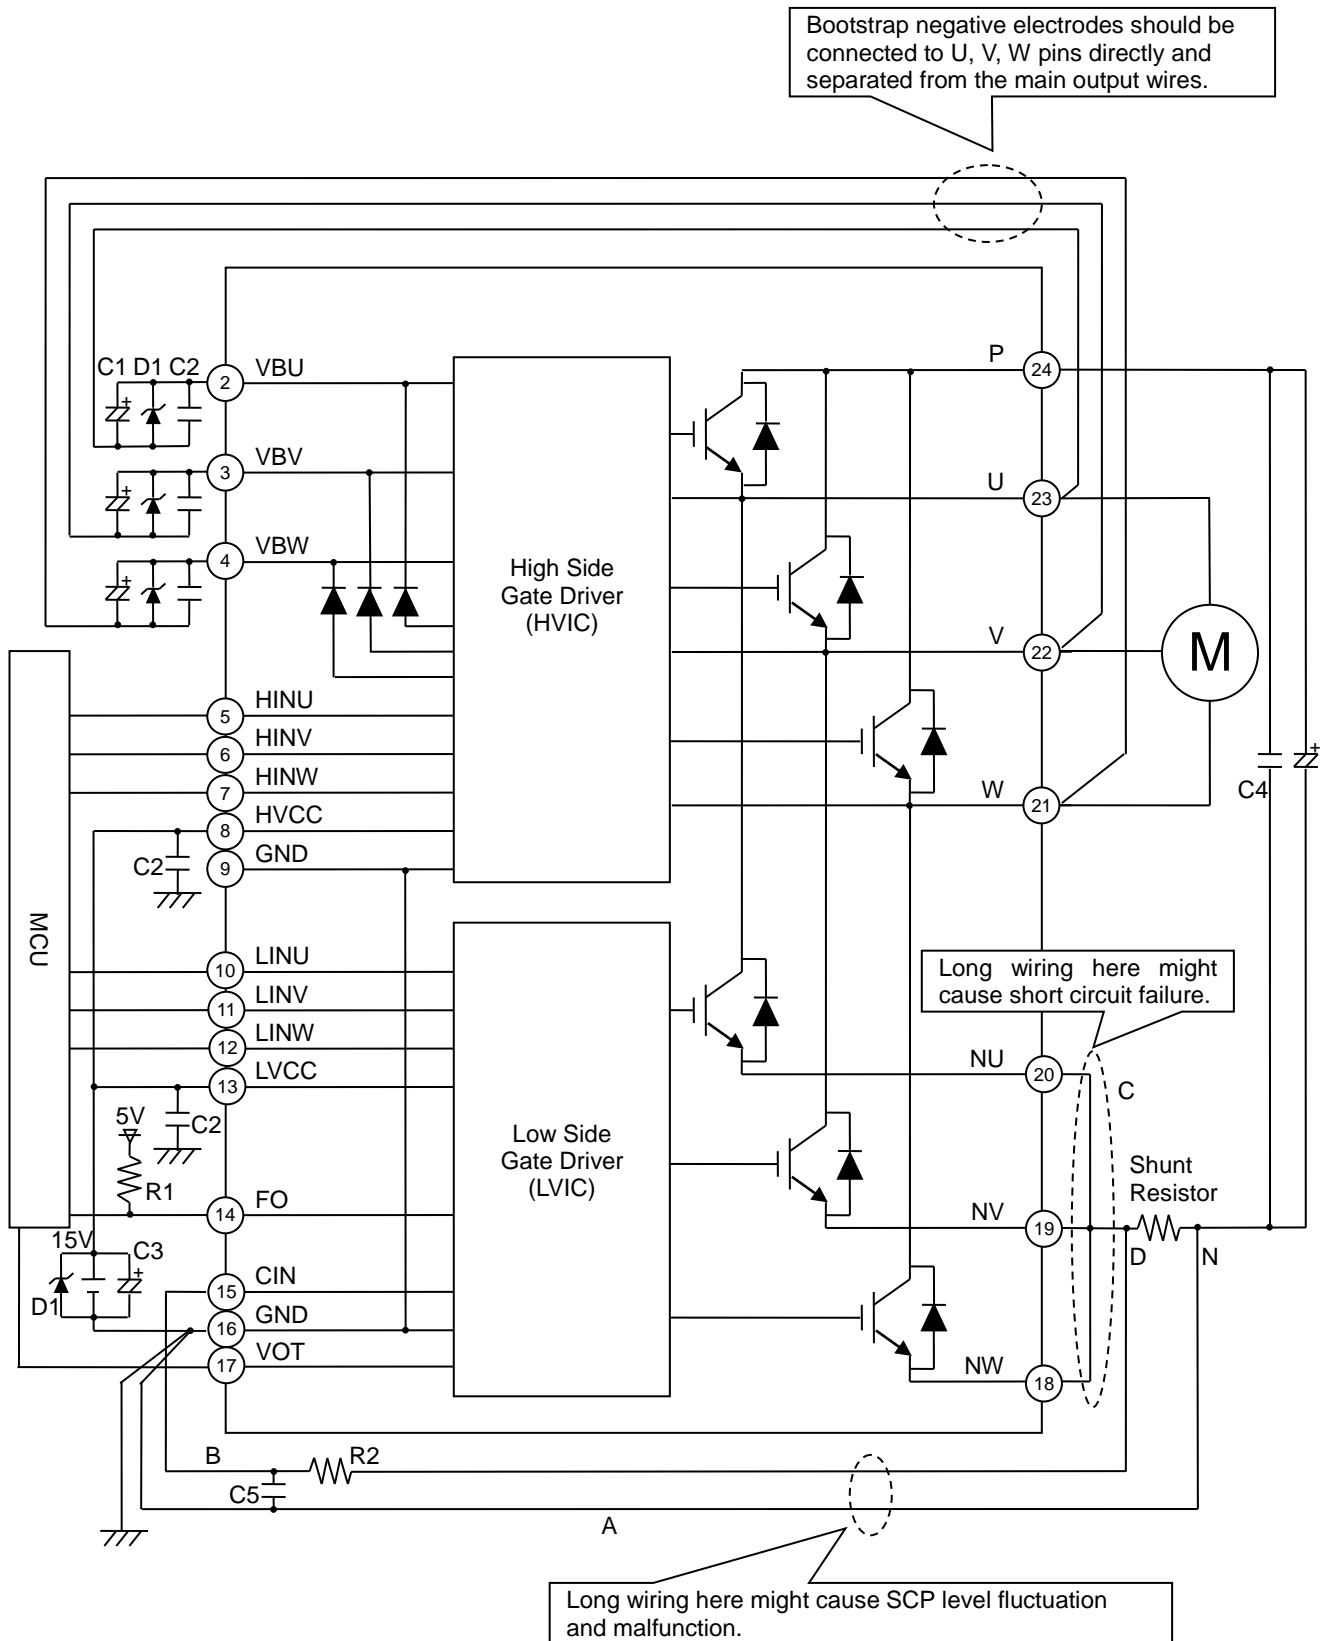 Bootstrap negative electrodes should be
connected to U, V, W pins directly and
separated from the main output wires.
C1 D1 C2
+
2
VBU
P
24
+
3
VBV
U
23
+
4
VBW
High Side
Gate Driver
(HVIC)
V
22
M
5
HINU
6
HINV
7
HINW
W
21
C4
+
8
HVCC
C2
9
GND
MCU
10
LINU
11
LINV
12
LINW
13
LVCC
C2
Long wiring here might
cause short circuit failure.
NU
20
C
5V
R1
Low Side
Gate Driver
(LVIC)
Shunt
Resistor
14
FO
NV
19
D
N
15V
C3
+
D1
15
CIN
16
GND
17
VOT
NW
18
B
R2
C5
A
Long wiring here might cause SCP level fluctuation
and malfunction.